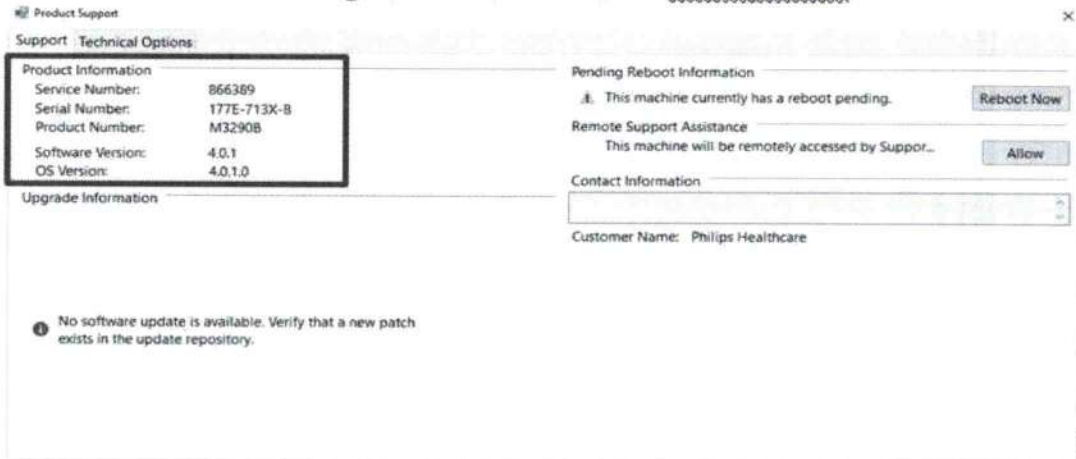 Product Support
Support Technical Options
Product Information
Service Number: 866389
Serial Number: 177E-713X-B
Product Number: M3290B
Software Version: 4.0.1
OS Version: 4.0.1.0
Upgrade Information
No software update is available. Verify that a new patch
exists in the update repository.
Pending Reboot Information
This machine currently has a reboot pending.
Reboot Now
Remote Support Assistance
This machine will be remotely accessed by Suppor...
Allow
Contact Information
Customer Name: Philips Healthcare